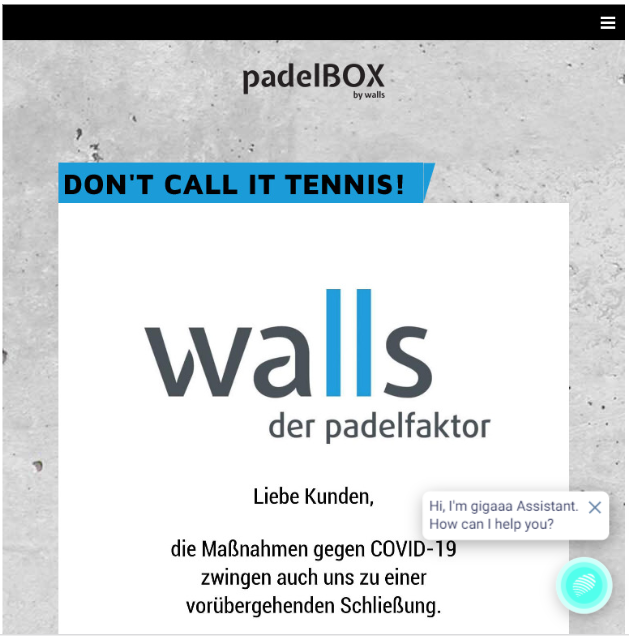 padelBOX
by walls
DON'T CALL IT TENNIS!
walls
der padelfaktor
Liebe Kunden,
Hi, I'm gigaaa Assistant.
How can I help you?
die Maßnahmen gegen COVID-19
zwingen auch uns zu einer
vorübergehenden Schließung.